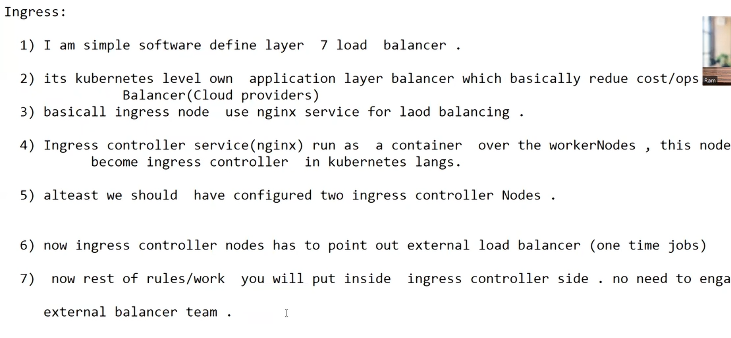 Ingress:
1) I am simple software define layer 7 load balancer .
2) its kubernetes level own application layer balancer which basically redue cost/ops
Balancer(Cloud providers)
3) basicall ingress node use nginx service for laod balancing .
4) Ingress controller service(nginx) run as a container over the workerNodes , this node
become ingress controller in kubernetes langs.
5) alteast we should have configured two ingress controller Nodes .
6) now ingress controller nodes has to point out external load balancer (one time jobs)
7) now rest of rules/work you will put inside ingress controller side . no need to enga
external balancer team .
Ram